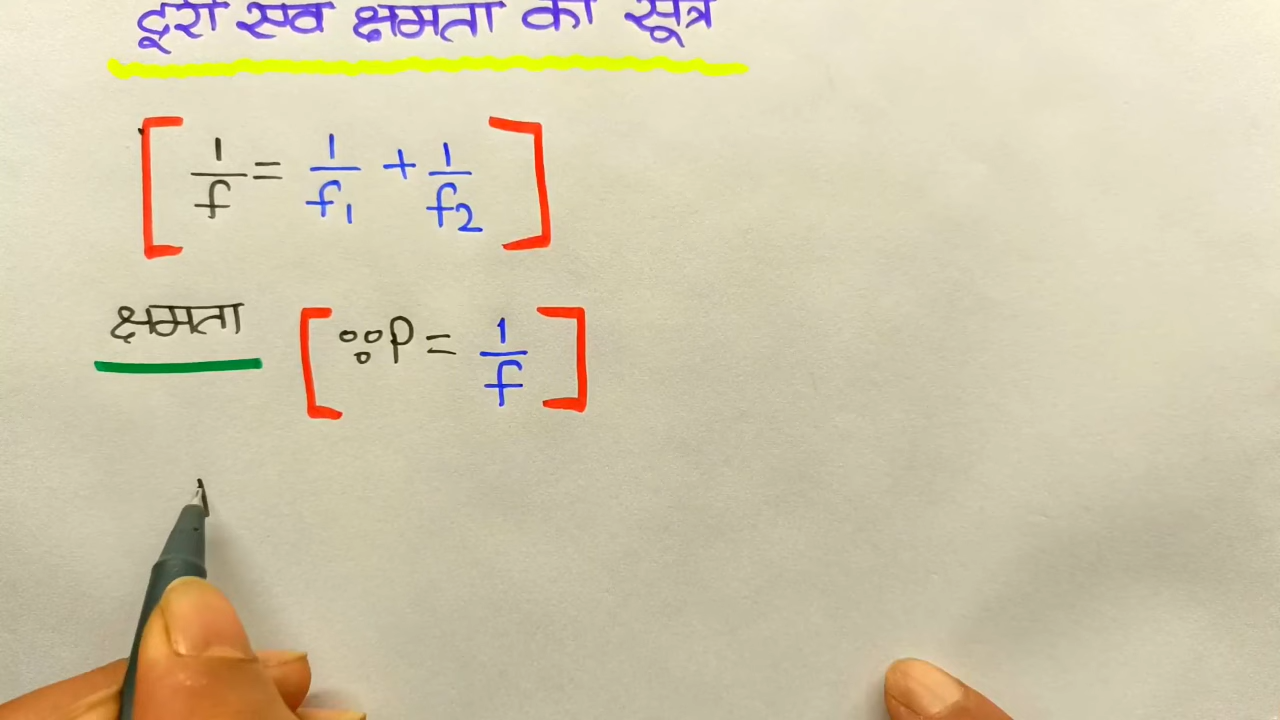 दूरी एवं क्षमता का सूत्र
[ 1/f = 1/f₁ + 1/f₂ ]
क्षमता [ ∵ P = 1/f ]